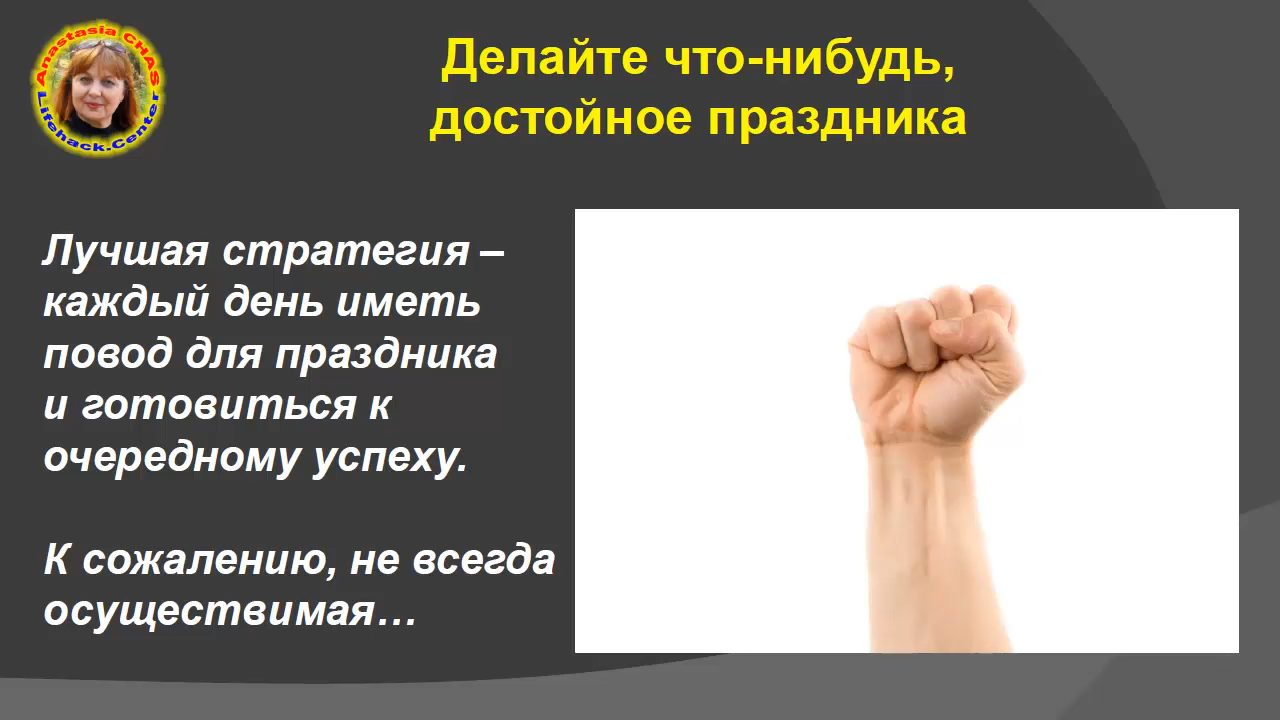 Anastasia CHAS
Lifehack.Center
Делайте что-нибудь,
достойное праздника
Лучшая стратегия –
каждый день иметь
повод для праздника
и готовиться к
очередному успеху.
К сожалению, не всегда
осуществимая…